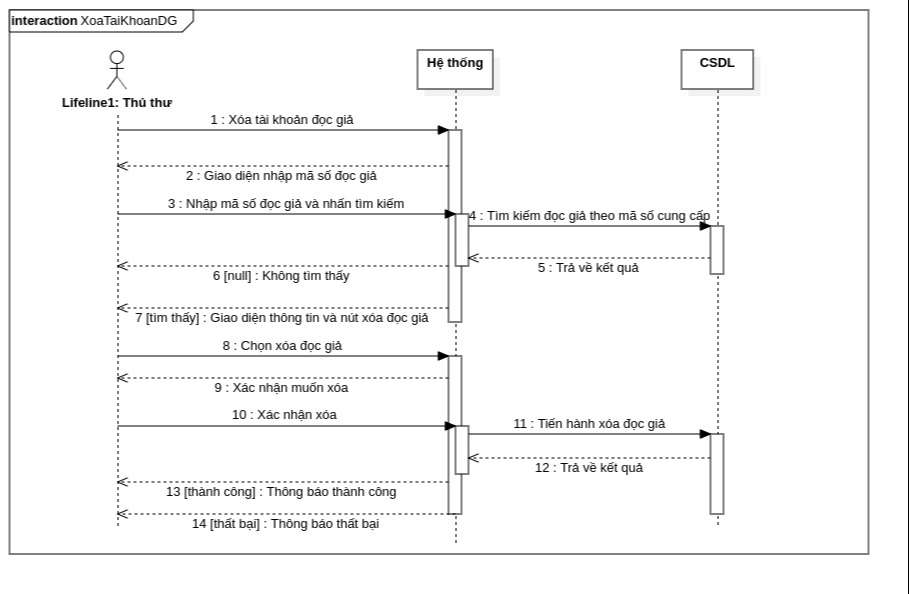 interaction XoaTaiKhoanDG
Hệ thống
CSDL
Lifeline1: Thủ thư
1 : Xóa tài khoản đọc giả
2 : Giao diện nhập mã số đọc giả
3 : Nhập mã số đọc giả và nhấn tìm kiếm
4 : Tìm kiếm đọc giả theo mã số cung cấp
5 : Trả về kết quả
6 [null] : Không tìm thấy
7 [tìm thấy] : Giao diện thông tin và nút xóa đọc giả
8 : Chọn xóa đọc giả
9 : Xác nhận muốn xóa
10 : Xác nhận xóa
11 : Tiến hành xóa đọc giả
12 : Trả về kết quả
13 [thành công] : Thông báo thành công
14 [thất bại] : Thông báo thất bại